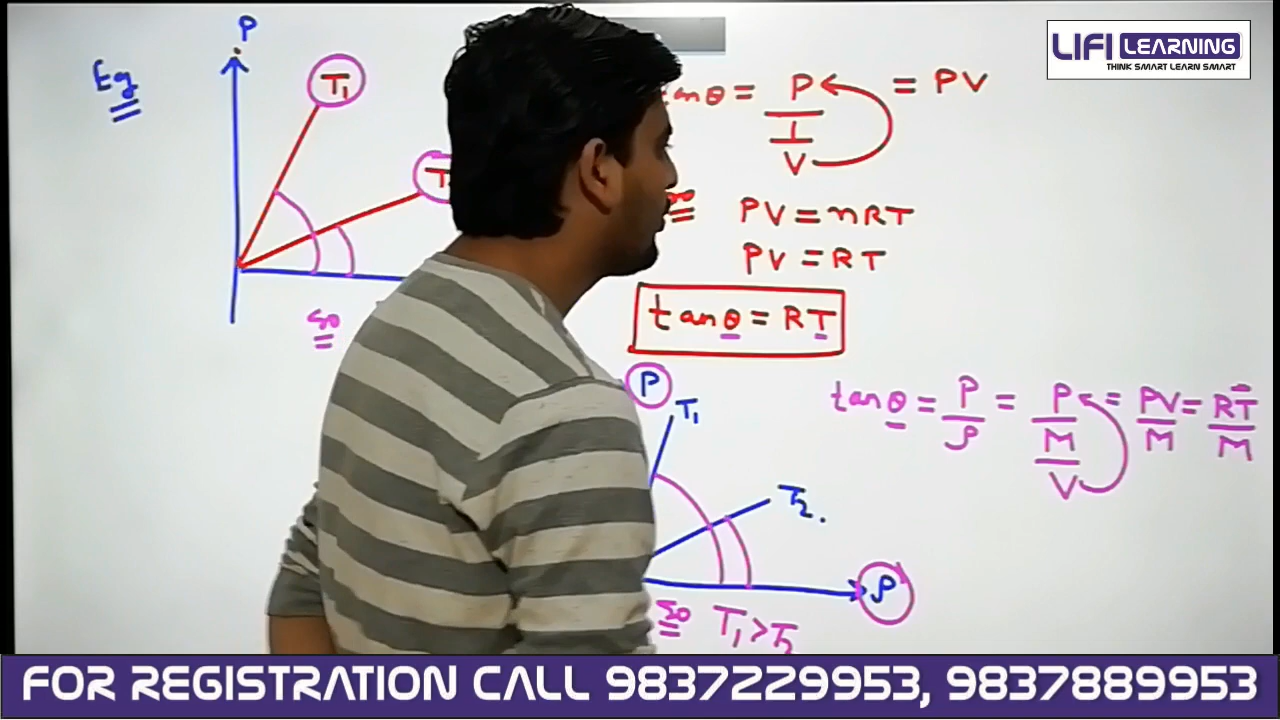 LIFI LEARNING
THINK SMART LEARN SMART
Eg
P
T₁
tanθ = P/(1/V) = PV
PV = nRT
PV = RT
tanθ = RT
so
P
T₁
T₂.
ρ
tanθ = P/ρ = P/(M/V) = PV/M = RT/M
so T₁>T₂
FOR REGISTRATION CALL 9837229953, 9837889953